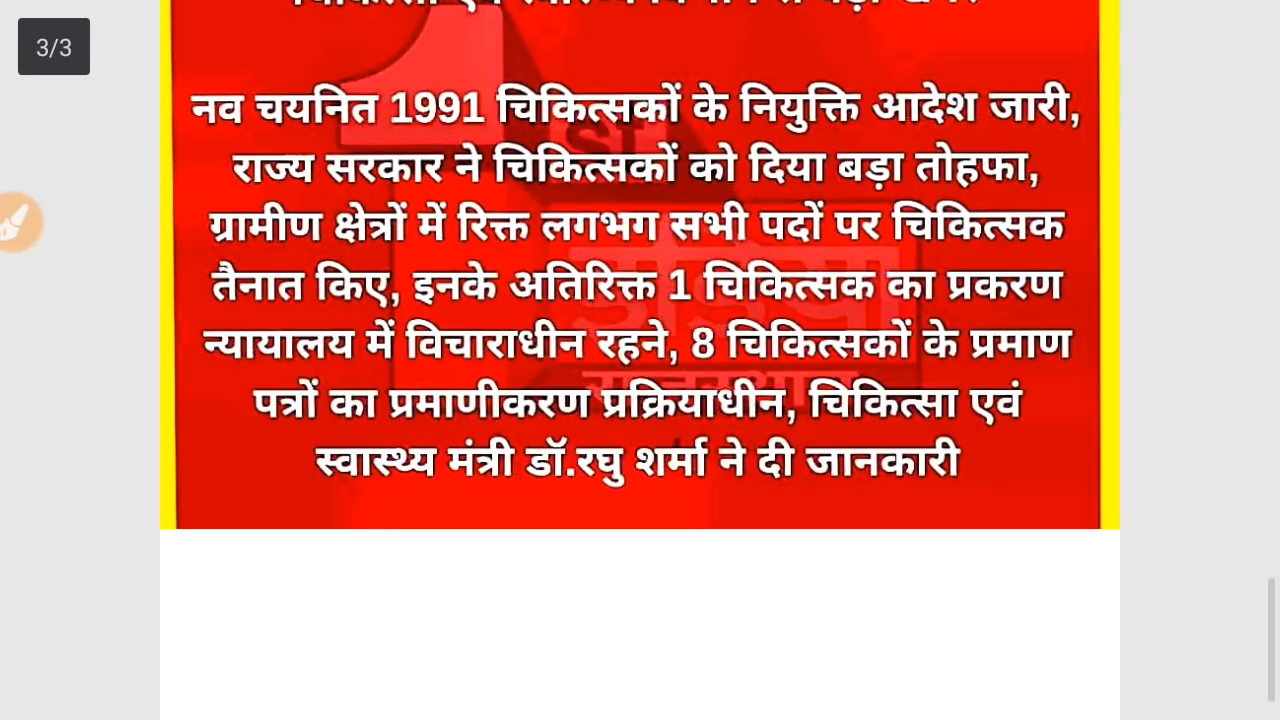 3/3
नव चयनित 1991 चिकित्सकों के नियुक्ति आदेश जारी,
राज्य सरकार ने चिकित्सकों को दिया बड़ा तोहफा,
ग्रामीण क्षेत्रों में रिक्त लगभग सभी पदों पर चिकित्सक
तैनात किए, इनके अतिरिक्त 1 चिकित्सक का प्रकरण
न्यायालय में विचाराधीन रहने, 8 चिकित्सकों के प्रमाण
पत्रों का प्रमाणीकरण प्रक्रियाधीन, चिकित्सा एवं
स्वास्थ्य मंत्री डॉ.रघु शर्मा ने दी जानकारी